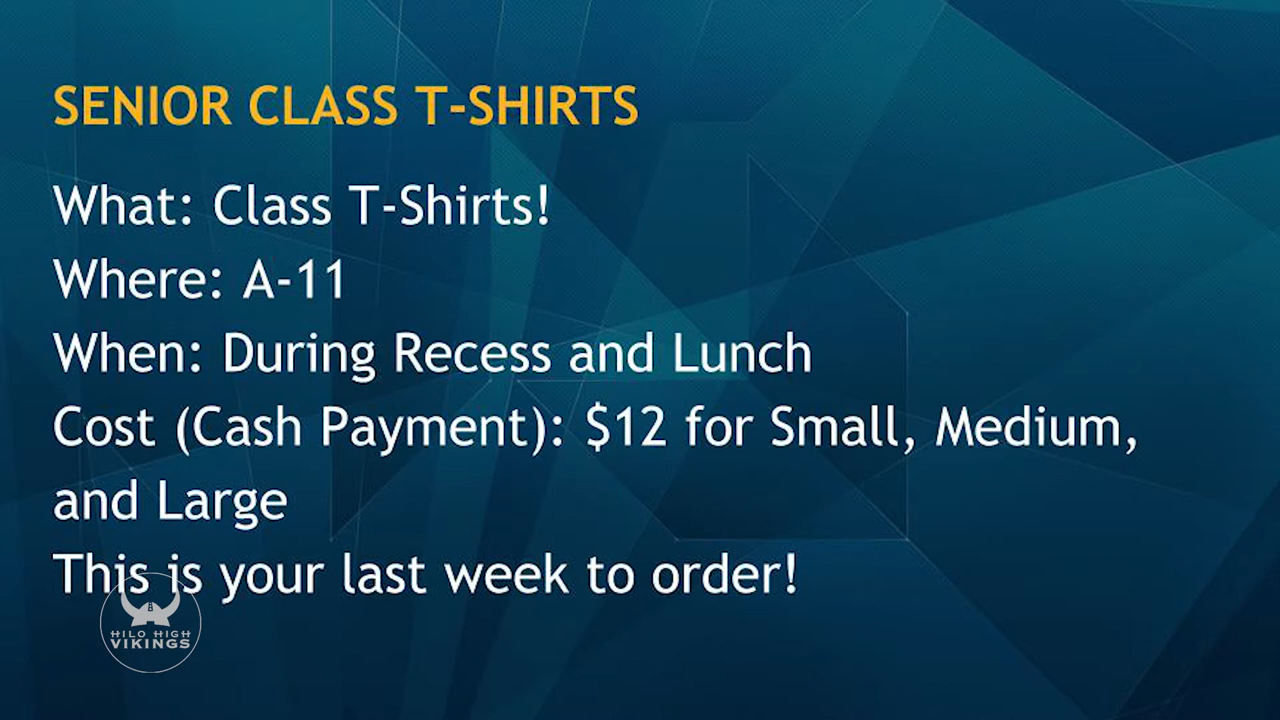 SENIOR CLASS T-SHIRTS
What: Class T-Shirts!
Where: A-11
When: During Recess and Lunch
Cost (Cash Payment): $12 for Small, Medium,
and Large
This is your last week to order!
HILO HIGH
VIKINGS